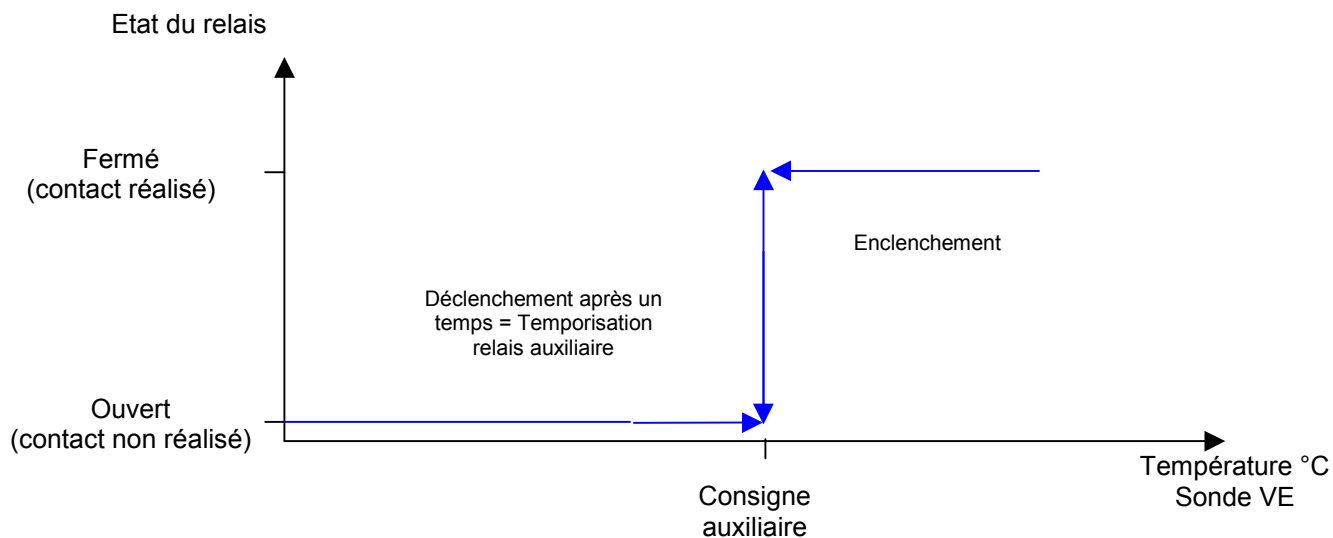 Etat du relais
Fermé
(contact réalisé)
Enclenchement
Déclenchement après un
temps = Temporisation
relais auxiliaire
Ouvert
(contact non réalisé)
Température °C
Sonde VE
Consigne
auxiliaire